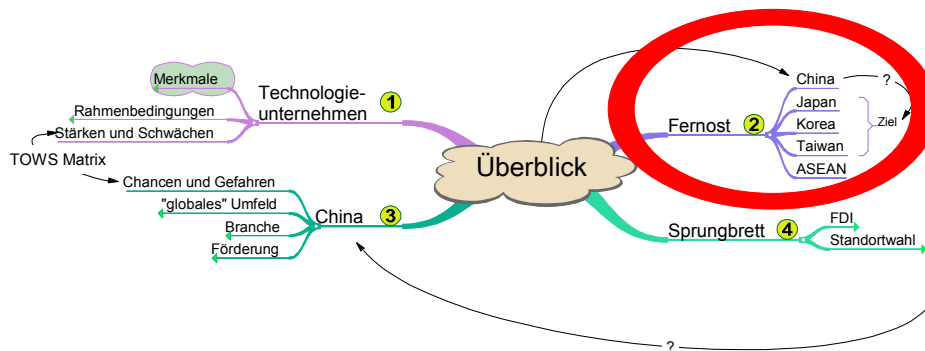 Überblick
Technologie-
unternehmen
1
Merkmale
Rahmenbedingungen
Stärken und Schwächen
TOWS Matrix
Fernost
2
China
?
Japan
Korea
Taiwan
Ziel
ASEAN
China
3
Chancen und Gefahren
"globales" Umfeld
Branche
Förderung
Sprungbrett
4
FDI
Standortwahl
?